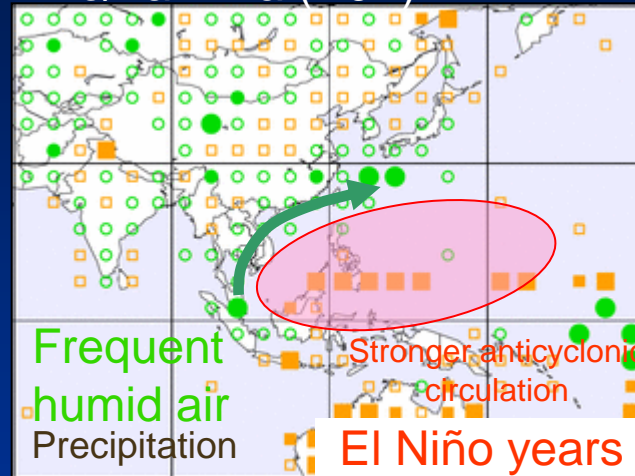 Frequent
humid air
Precipitation
Stronger anticyclonic
circulation
El Niño years